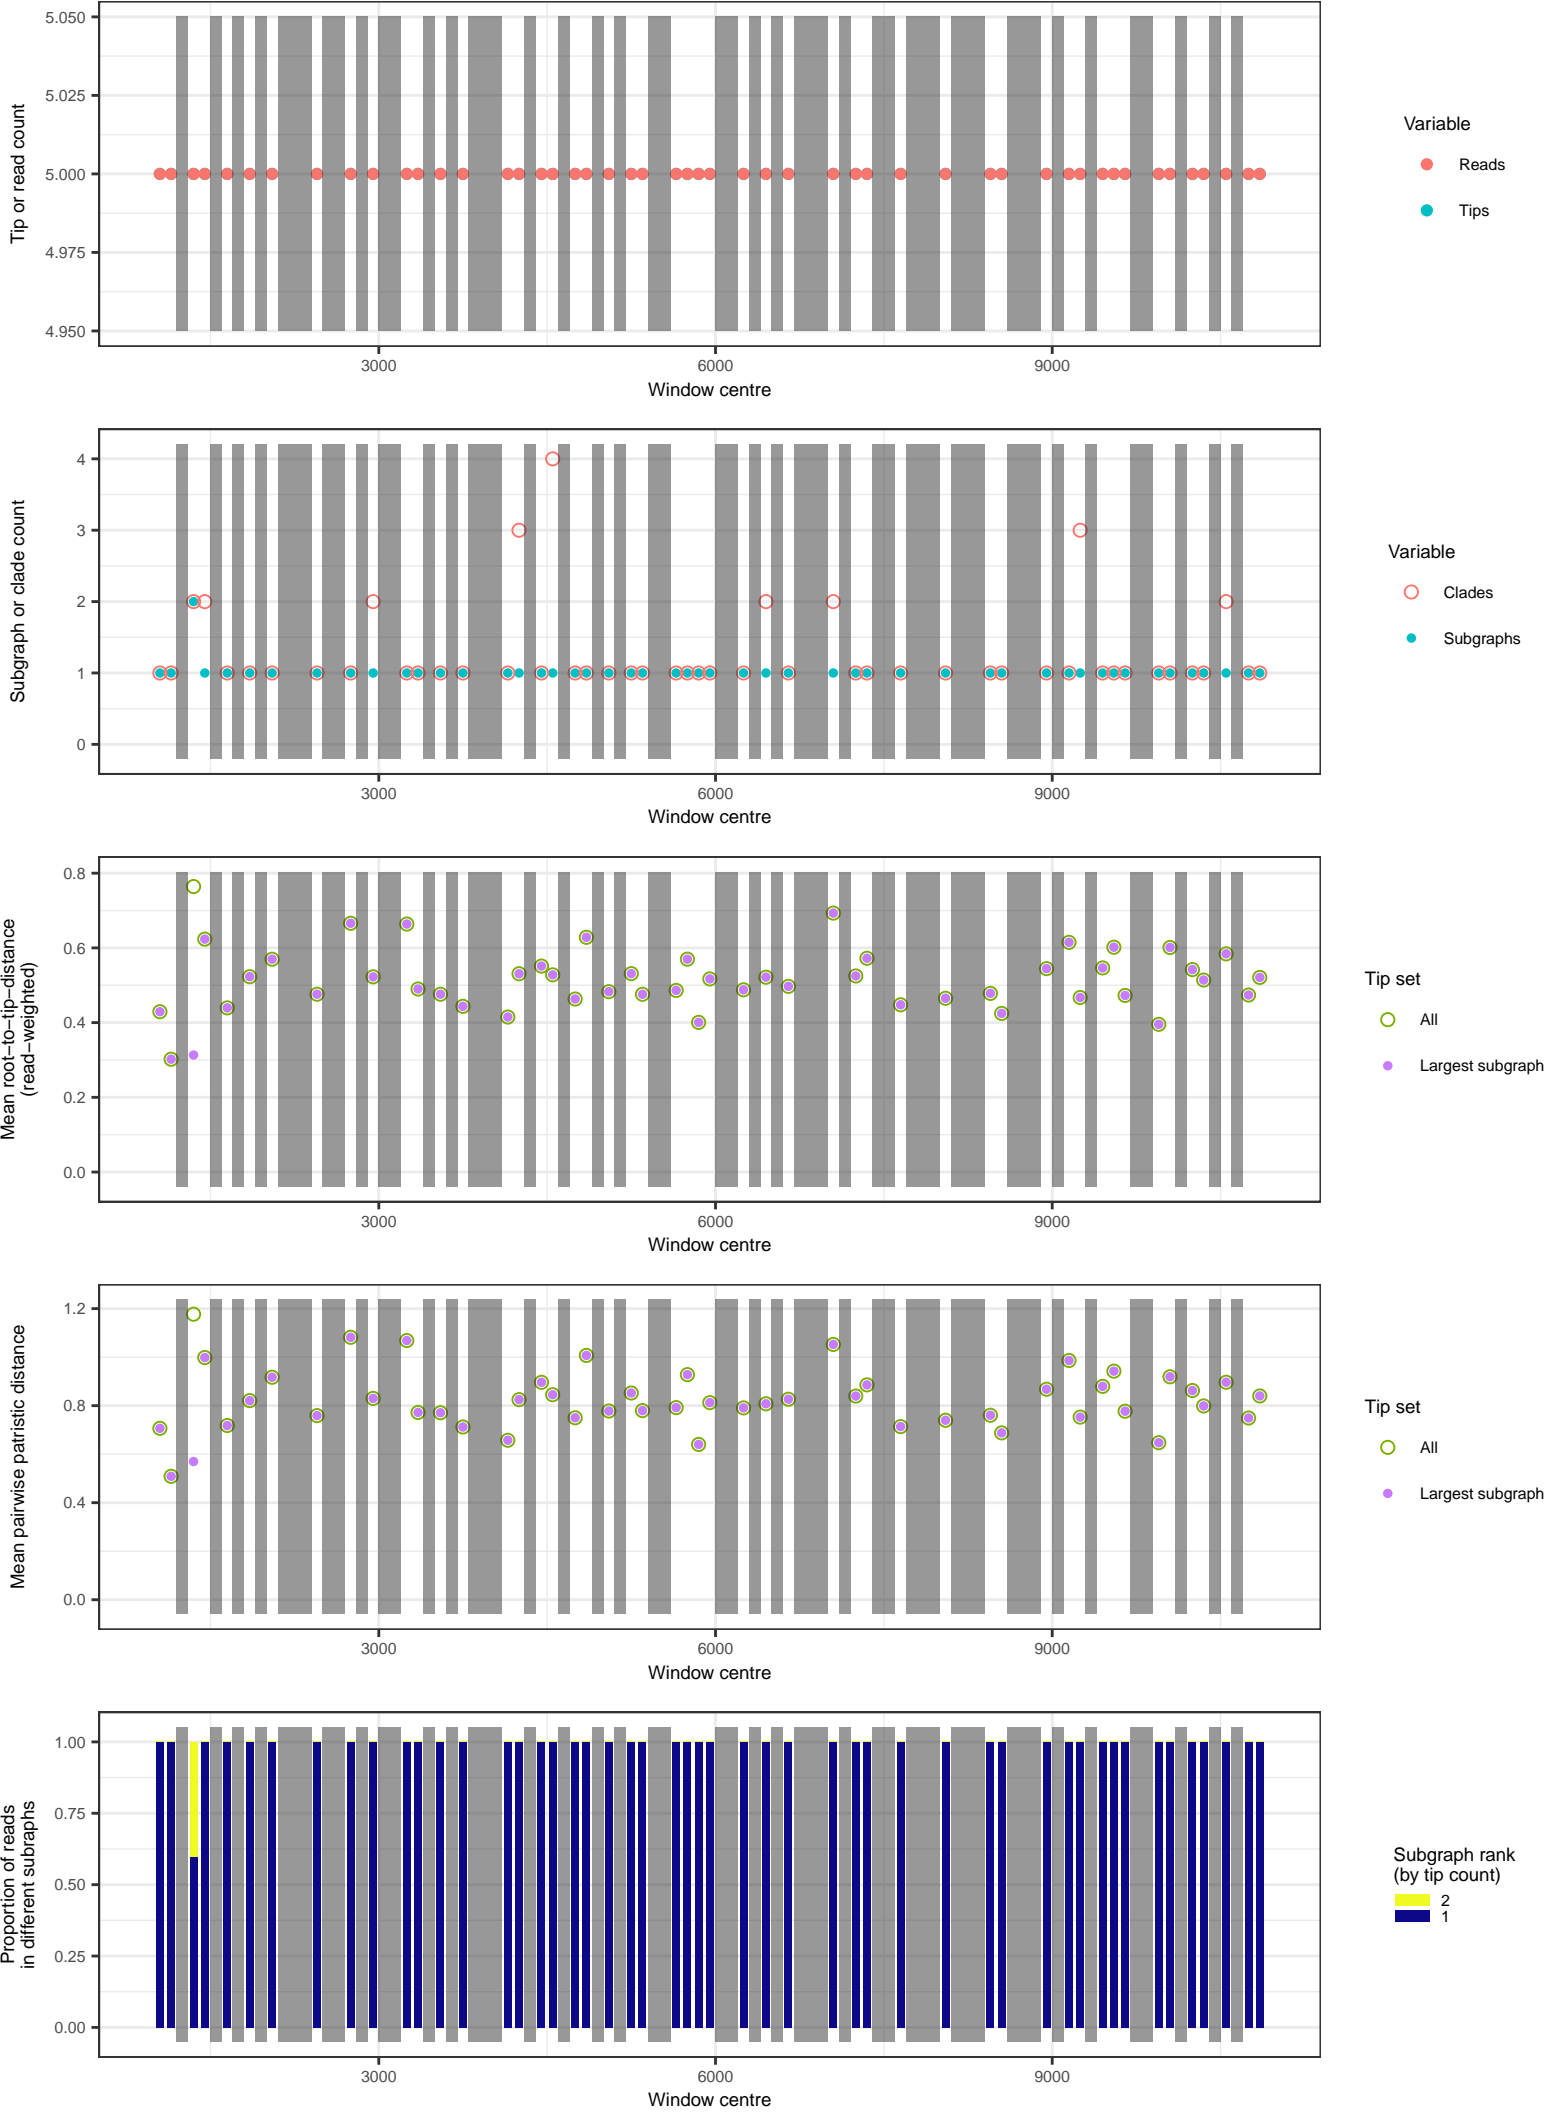 5.050
5.025
5.000
4.975
4.950
Tip or read count
3000 6000 9000
Window centre
Variable
Reads
Tips
4
3
2
1
0
Subgraph or clade count
3000 6000 9000
Window centre
Variable
Clades
Subgraphs
0.8
0.6
0.4
0.2
0.0
Mean root−to−tip−distance
(read−weighted)
3000 6000 9000
Window centre
Tip set
All
Largest subgraph
1.2
0.8
0.4
0.0
Mean pairwise patristic distance
3000 6000 9000
Window centre
Tip set
All
Largest subgraph
1.00
0.75
0.50
0.25
0.00
Proportion of reads
in different subraphs
3000 6000 9000
Window centre
Subgraph rank
(by tip count)
2
1